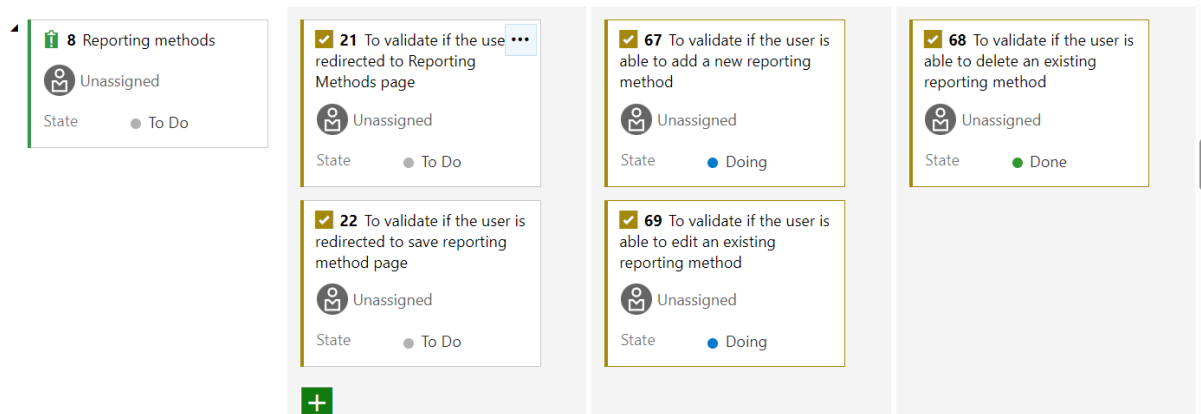 8 Reporting methods
Unassigned
State To Do
21 To validate if the use
redirected to Reporting
Methods page
Unassigned
State To Do
22 To validate if the user is
redirected to save reporting
method page
Unassigned
State To Do
67 To validate if the user is
able to add a new reporting
method
Unassigned
State Doing
69 To validate if the user is
able to edit an existing
reporting method
Unassigned
State Doing
68 To validate if the user is
able to delete an existing
reporting method
Unassigned
State Done